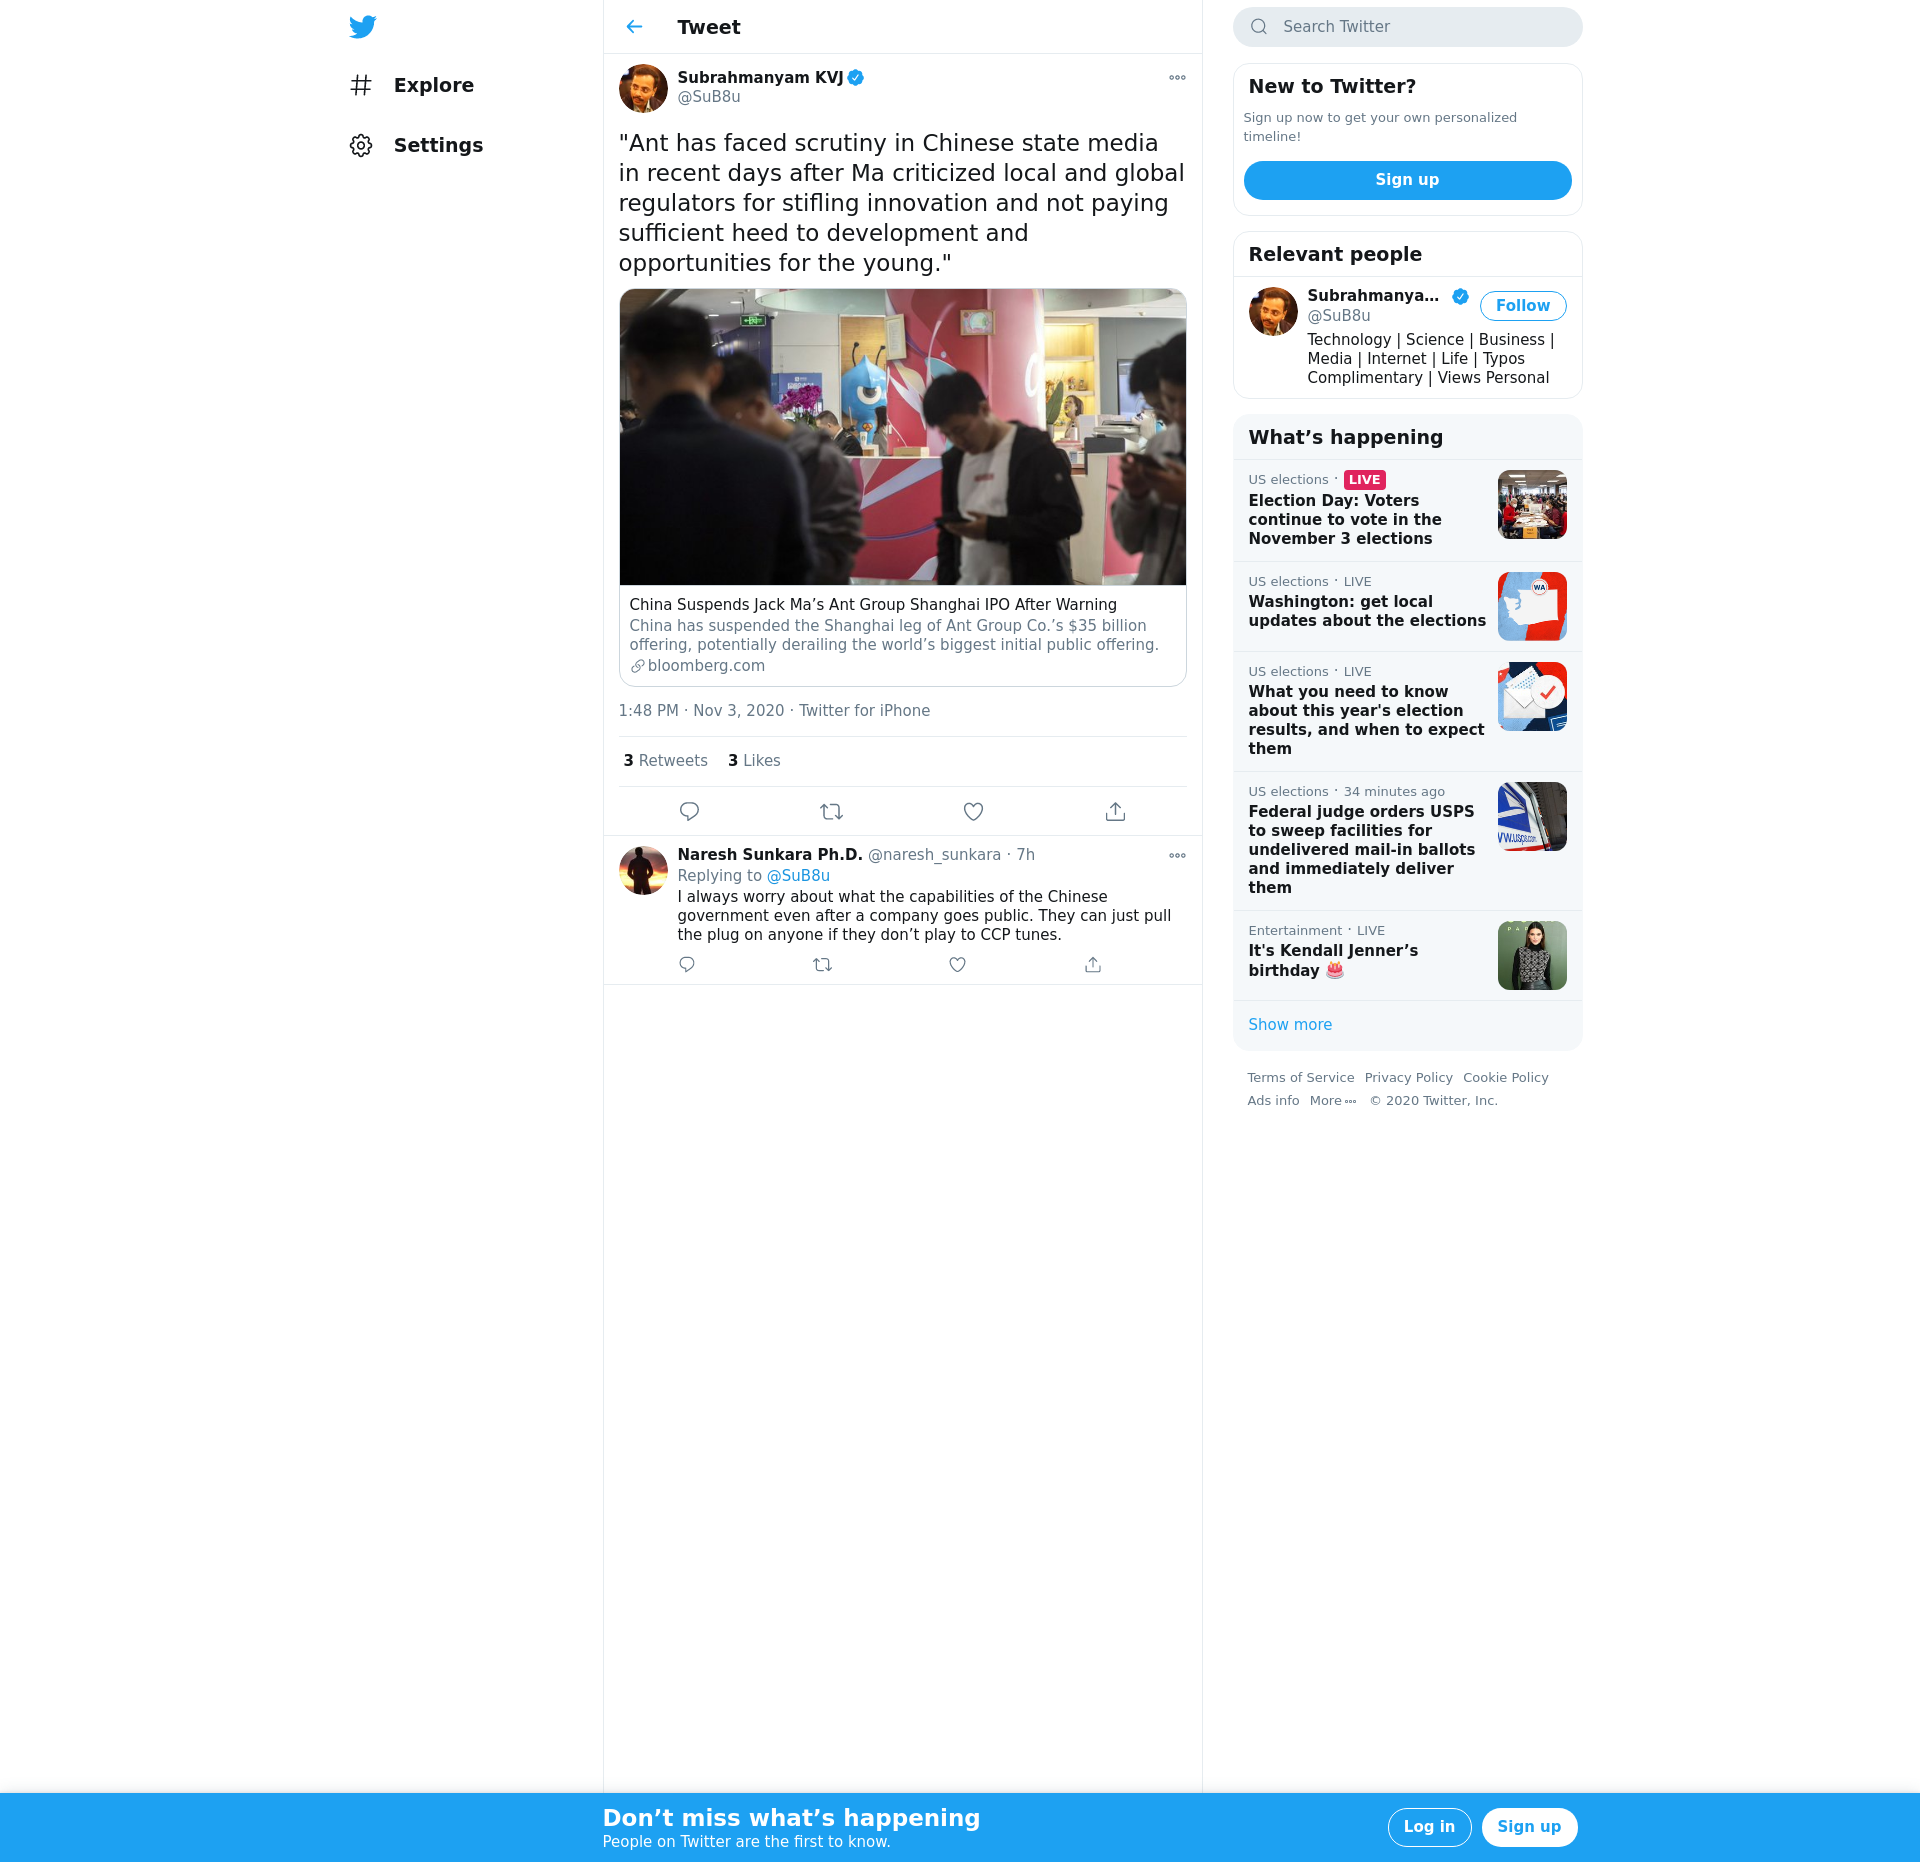 Explore
Settings
Tweet
Subrahmanyam KVJ
@SuB8u
"Ant has faced scrutiny in Chinese state media
in recent days after Ma criticized local and global
regulators for stifling innovation and not paying
sufficient heed to development and
opportunities for the young."
China Suspends Jack Ma’s Ant Group Shanghai IPO After Warning
China has suspended the Shanghai leg of Ant Group Co.’s $35 billion
offering, potentially derailing the world’s biggest initial public offering.
bloomberg.com
1:48 PM · Nov 3, 2020 · Twitter for iPhone
3 Retweets 3 Likes
Naresh Sunkara Ph.D. @naresh_sunkara · 7h
Replying to @SuB8u
I always worry about what the capabilities of the Chinese
government even after a company goes public. They can just pull
the plug on anyone if they don’t play to CCP tunes.
Search Twitter
New to Twitter?
Sign up now to get your own personalized
timeline!
Sign up
Relevant people
Subrahmanya...
@SuB8u
Follow
Technology | Science | Business |
Media | Internet | Life | Typos
Complimentary | Views Personal
What’s happening
US elections · LIVE
Election Day: Voters
continue to vote in the
November 3 elections
US elections · LIVE
Washington: get local
updates about the elections
WA
US elections · LIVE
What you need to know
about this year's election
results, and when to expect
them
US elections · 34 minutes ago
Federal judge orders USPS
to sweep facilities for
undelivered mail-in ballots
and immediately deliver
them
Entertainment · LIVE
It's Kendall Jenner’s
birthday 🎂
Show more
Terms of Service Privacy Policy Cookie Policy
Ads info More © 2020 Twitter, Inc.
Don’t miss what’s happening
People on Twitter are the first to know.
Log in
Sign up